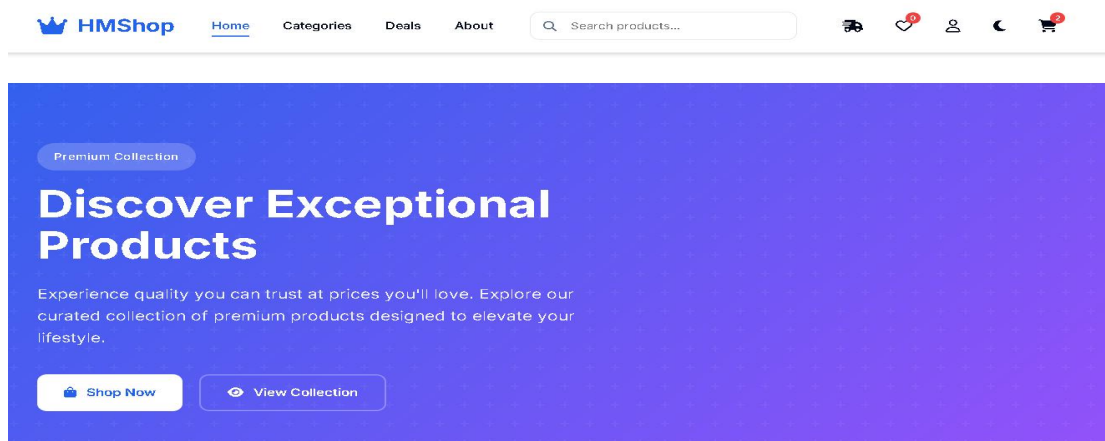 HMShop
Home Categories Deals About Search products... 0 2
Premium Collection
Discover Exceptional
Products
Experience quality you can trust at prices you'll love. Explore our
curated collection of premium products designed to elevate your
lifestyle.
Shop Now View Collection